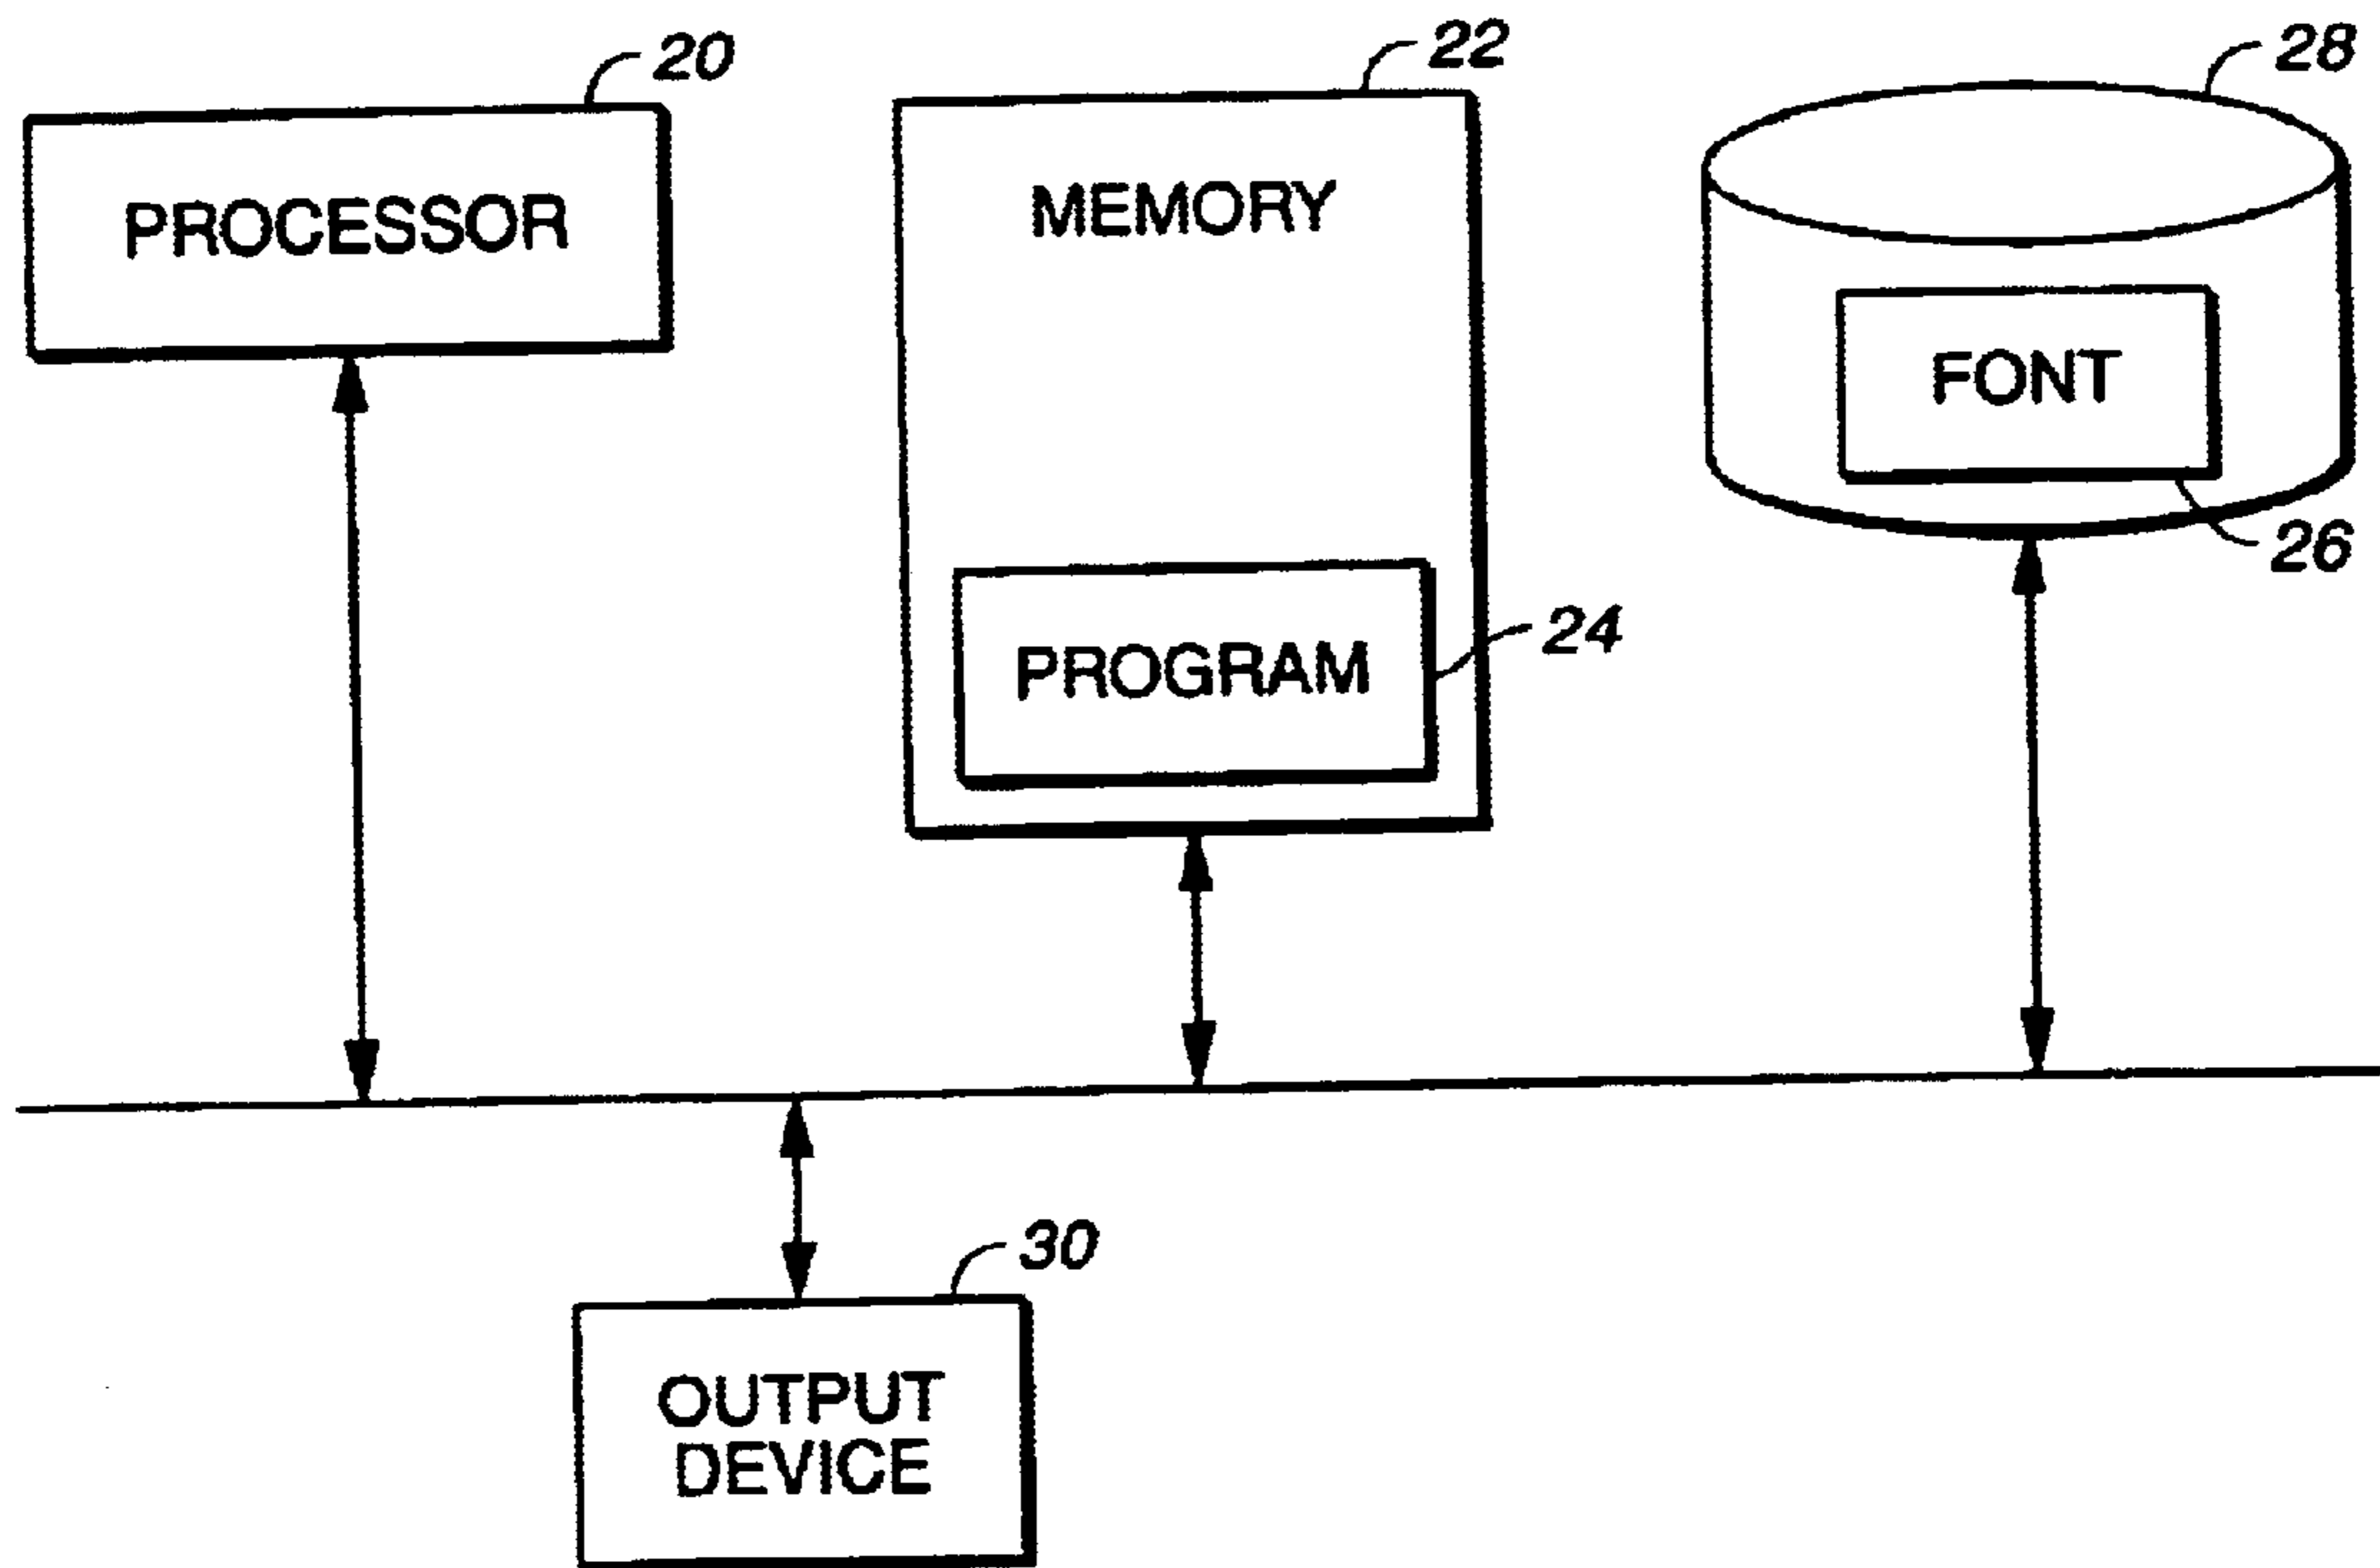 20
22
28
PROCESSOR
MEMORY
FONT
26
24
PROGRAM
30
OUTPUT
DEVICE